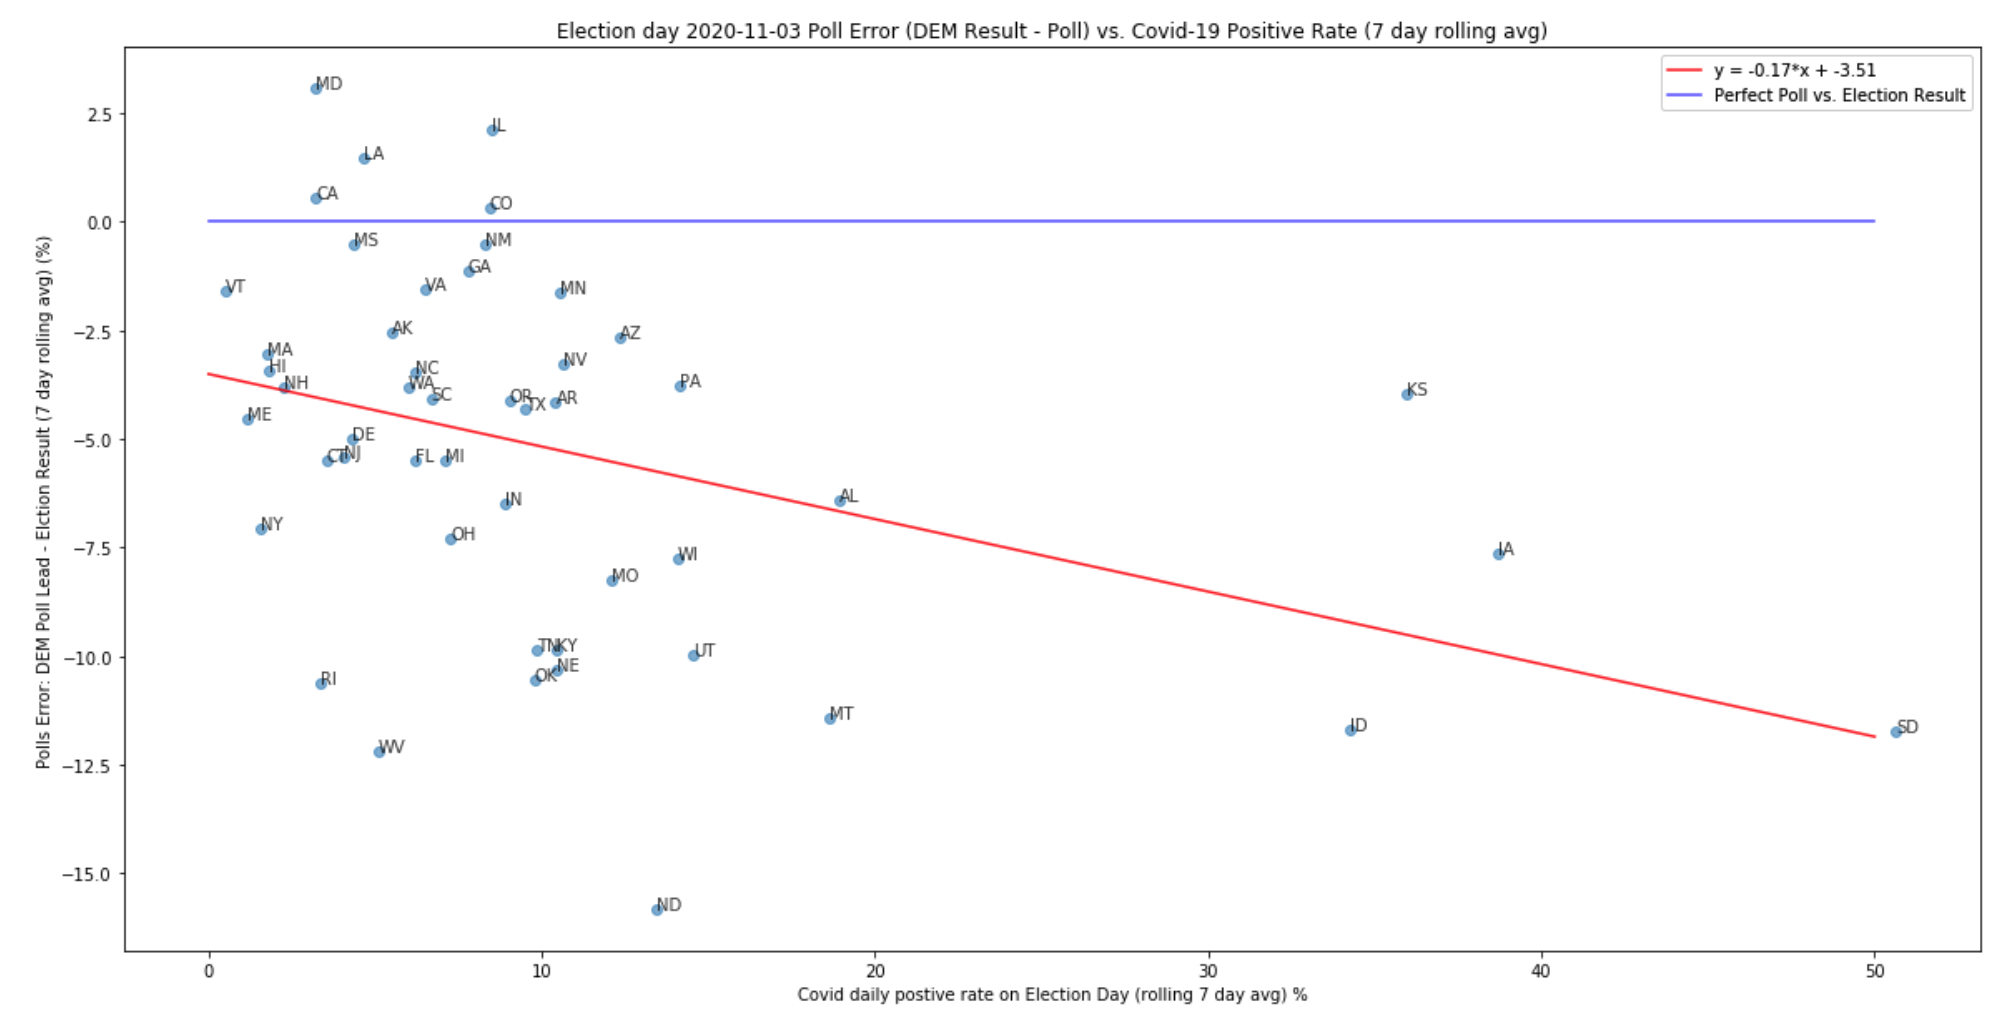 Election day 2020-11-03 Poll Error (DEM Result - Poll) vs. Covid-19 Positive Rate (7 day rolling avg)
y = -0.17*x + -3.51
Perfect Poll vs. Election Result
Polls Error: DEM Poll Lead - Elction Result (7 day rolling avg) (%)
2.5
0.0
−2.5
−5.0
−7.5
−10.0
−12.5
−15.0
MD
IL
LA
CA
CO
MS
NM
GA
VT
VA
MN
AK
AZ
MA
HI
NH
NC
WA
SC
NV
PA
OR
TX
AR
KS
ME
DE
CT
NJ
FL
MI
IN
AL
NY
OH
WI
IA
MO
TN
KY
NE
OK
UT
RI
MT
ID
SD
WV
ND
0
10
20
30
40
50
Covid daily postive rate on Election Day (rolling 7 day avg) %